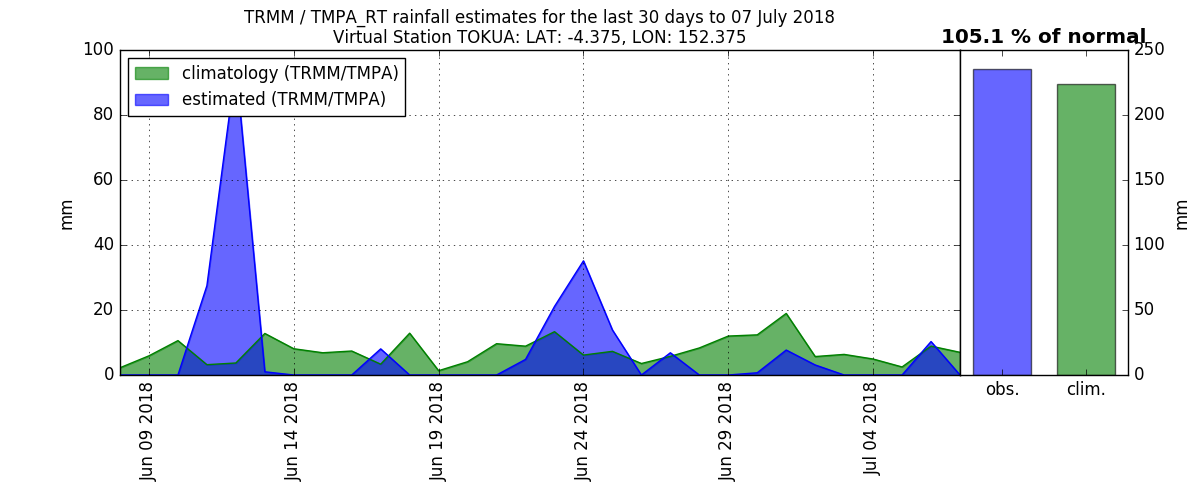 TRMM / TMPA_RT rainfall estimates for the last 30 days to 07 July 2018
Virtual Station TOKUA: LAT: -4.375, LON: 152.375
105.1 % of normal
climatology (TRMM/TMPA)
estimated (TRMM/TMPA)
100
80
60
40
20
0
mm
250
200
150
100
50
0
mm
Jun 09 2018
Jun 14 2018
Jun 19 2018
Jun 24 2018
Jun 29 2018
Jul 04 2018
obs.
clim.